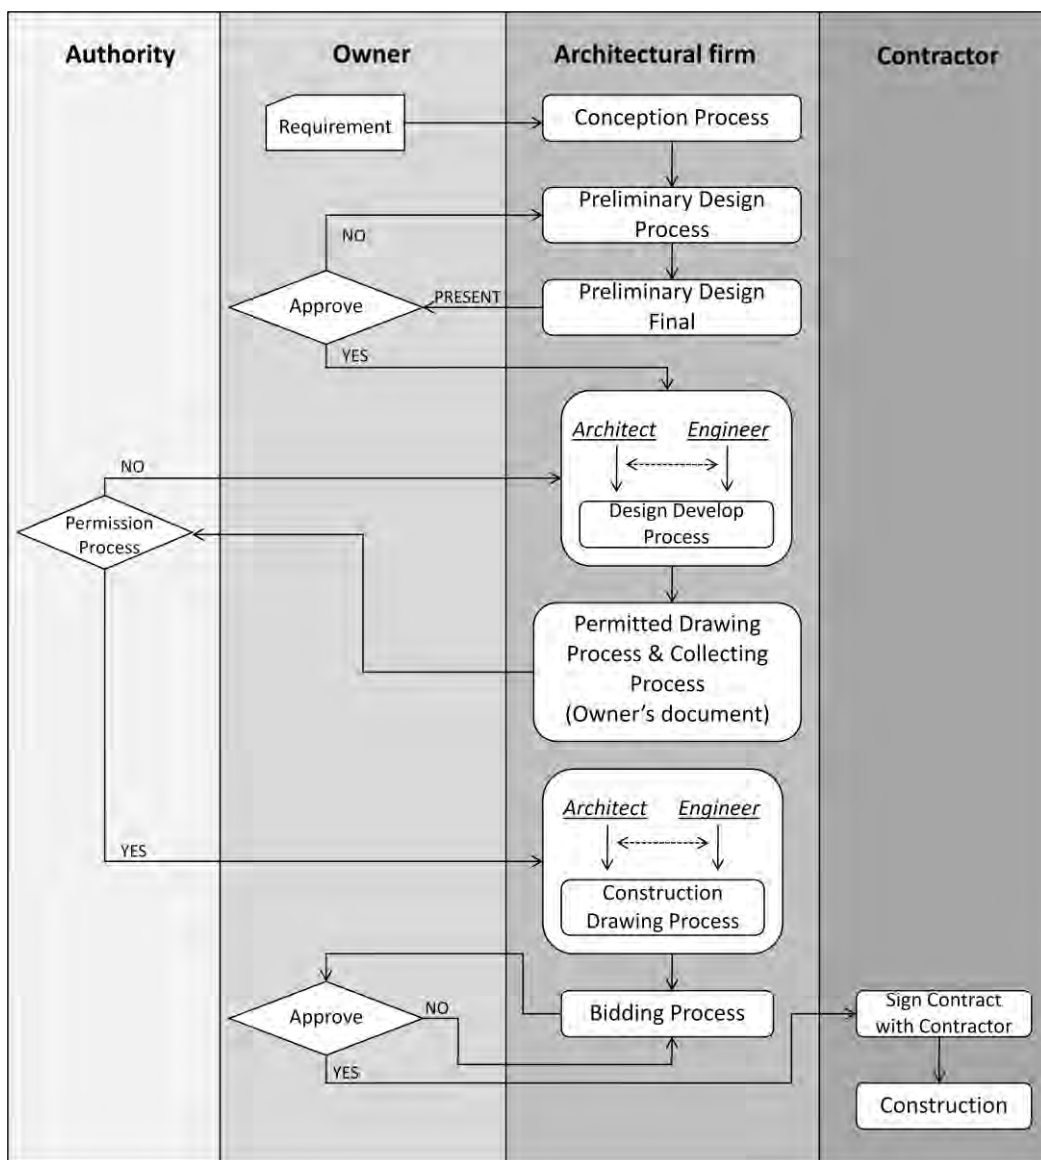 Authority
Owner
Architectural firm
Contractor
Requirement
Conception Process
Preliminary Design
Process
NO
Approve
PRESENT
Preliminary Design
Final
YES
Architect
Engineer
NO
Design Develop
Process
Permission
Process
Permitted Drawing
Process & Collecting
Process
(Owner's document)
Architect
Engineer
YES
Construction
Drawing Process
Approve
NO
Bidding Process
Sign Contract
with Contractor
YES
Construction